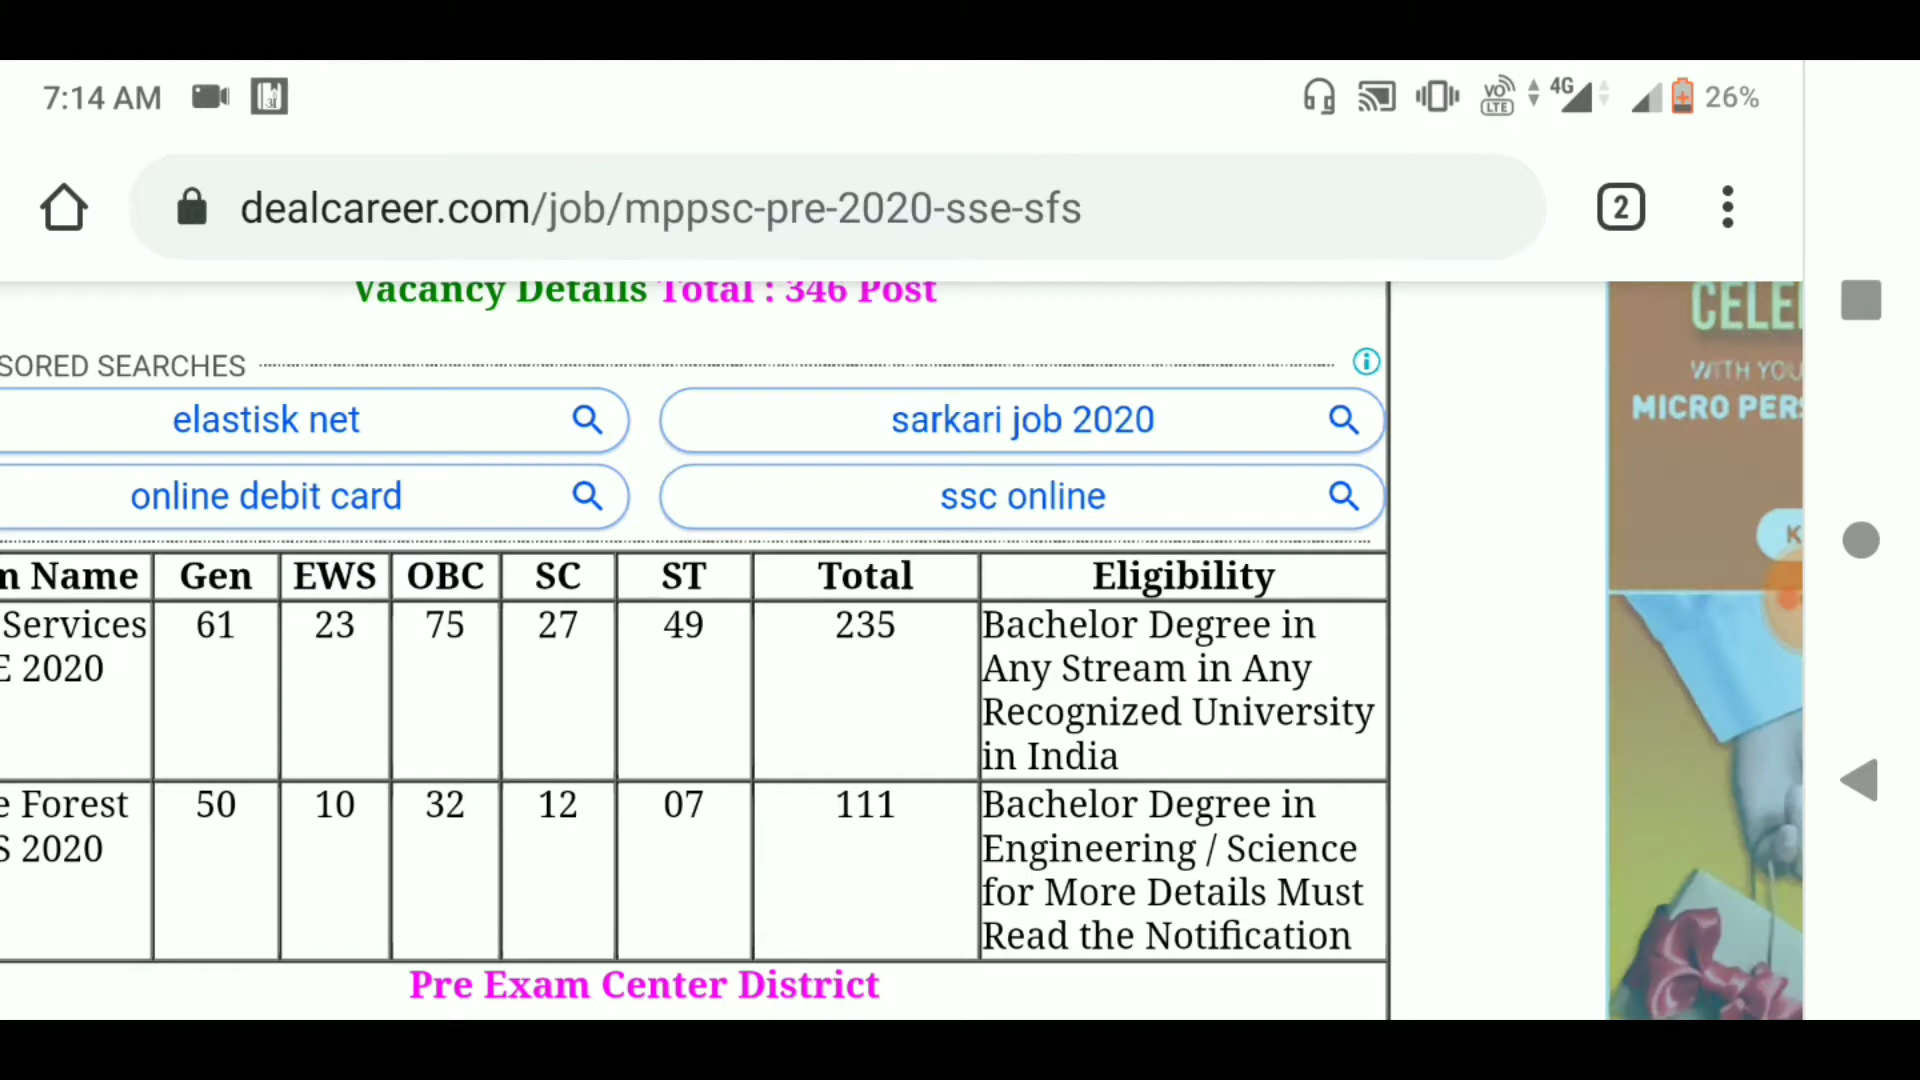 7:14 AM 31 VO LTE 4G 26%
dealcareer.com/job/mppsc-pre-2020-sse-sfs 2
Vacancy Details Total : 346 Post
SORED SEARCHES
elastisk net
sarkari job 2020
online debit card
ssc online
m Name Gen EWS OBC SC ST Total Eligibility
Services 61 23 75 27 49 235 Bachelor Degree in
E 2020 Any Stream in Any
Recognized University
in India
e Forest 50 10 32 12 07 111 Bachelor Degree in
S 2020 Engineering / Science
for More Details Must
Read the Notification
Pre Exam Center District
CELE
WITH YOU
MICRO PERS
K